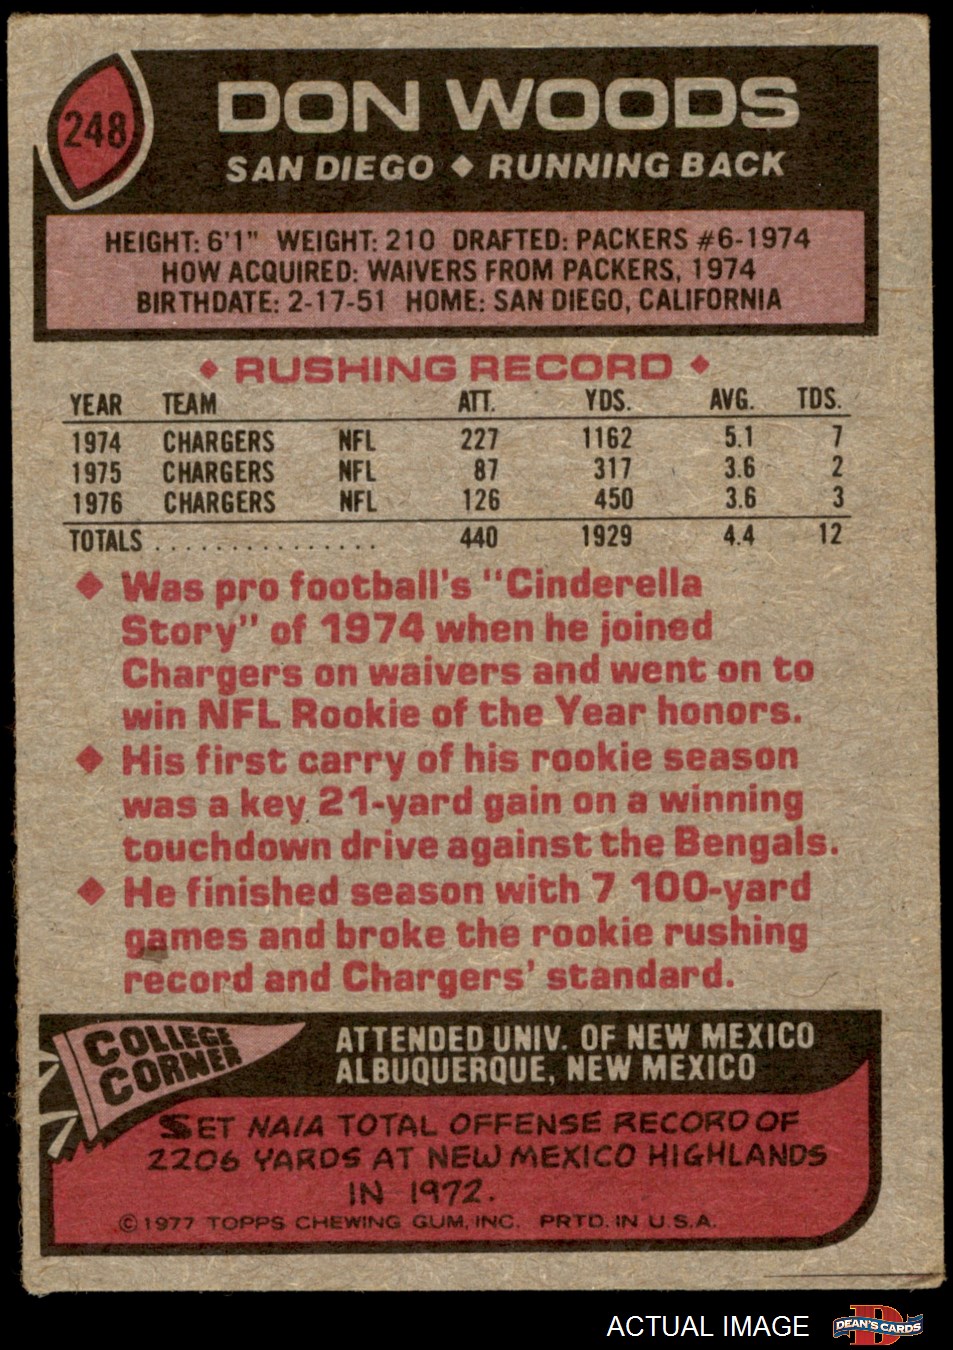 248
DON WOODS
SAN DIEGO ♦ RUNNING BACK
HEIGHT: 6'1" WEIGHT: 210 DRAFTED: PACKERS #6-1974
HOW ACQUIRED: WAIVERS FROM PACKERS, 1974
BIRTHDATE: 2-17-51 HOME: SAN DIEGO, CALIFORNIA
♦ RUSHING RECORD ♦
YEAR TEAM ATT. YDS. AVG. TDS.
1974 CHARGERS NFL 227 1162 5.1 7
1975 CHARGERS NFL 87 317 3.6 2
1976 CHARGERS NFL 126 450 3.6 3
TOTALS . . . . . . . . . . . . . . . 440 1929 4.4 12
♦ Was pro football's "Cinderella
Story" of 1974 when he joined
Chargers on waivers and went on to
win NFL Rookie of the Year honors.
♦ His first carry of his rookie season
was a key 21-yard gain on a winning
touchdown drive against the Bengals.
♦ He finished season with 7 100-yard
games and broke the rookie rushing
record and Chargers' standard.
COLLEGE
CORNER
ATTENDED UNIV. OF NEW MEXICO
ALBUQUERQUE, NEW MEXICO
SET NAIA TOTAL OFFENSE RECORD OF
2206 YARDS AT NEW MEXICO HIGHLANDS
IN 1972.
©1977 TOPPS CHEWING GUM, INC. PRTD. IN U.S.A.
ACTUAL IMAGE
D
DEAN'S CARDS